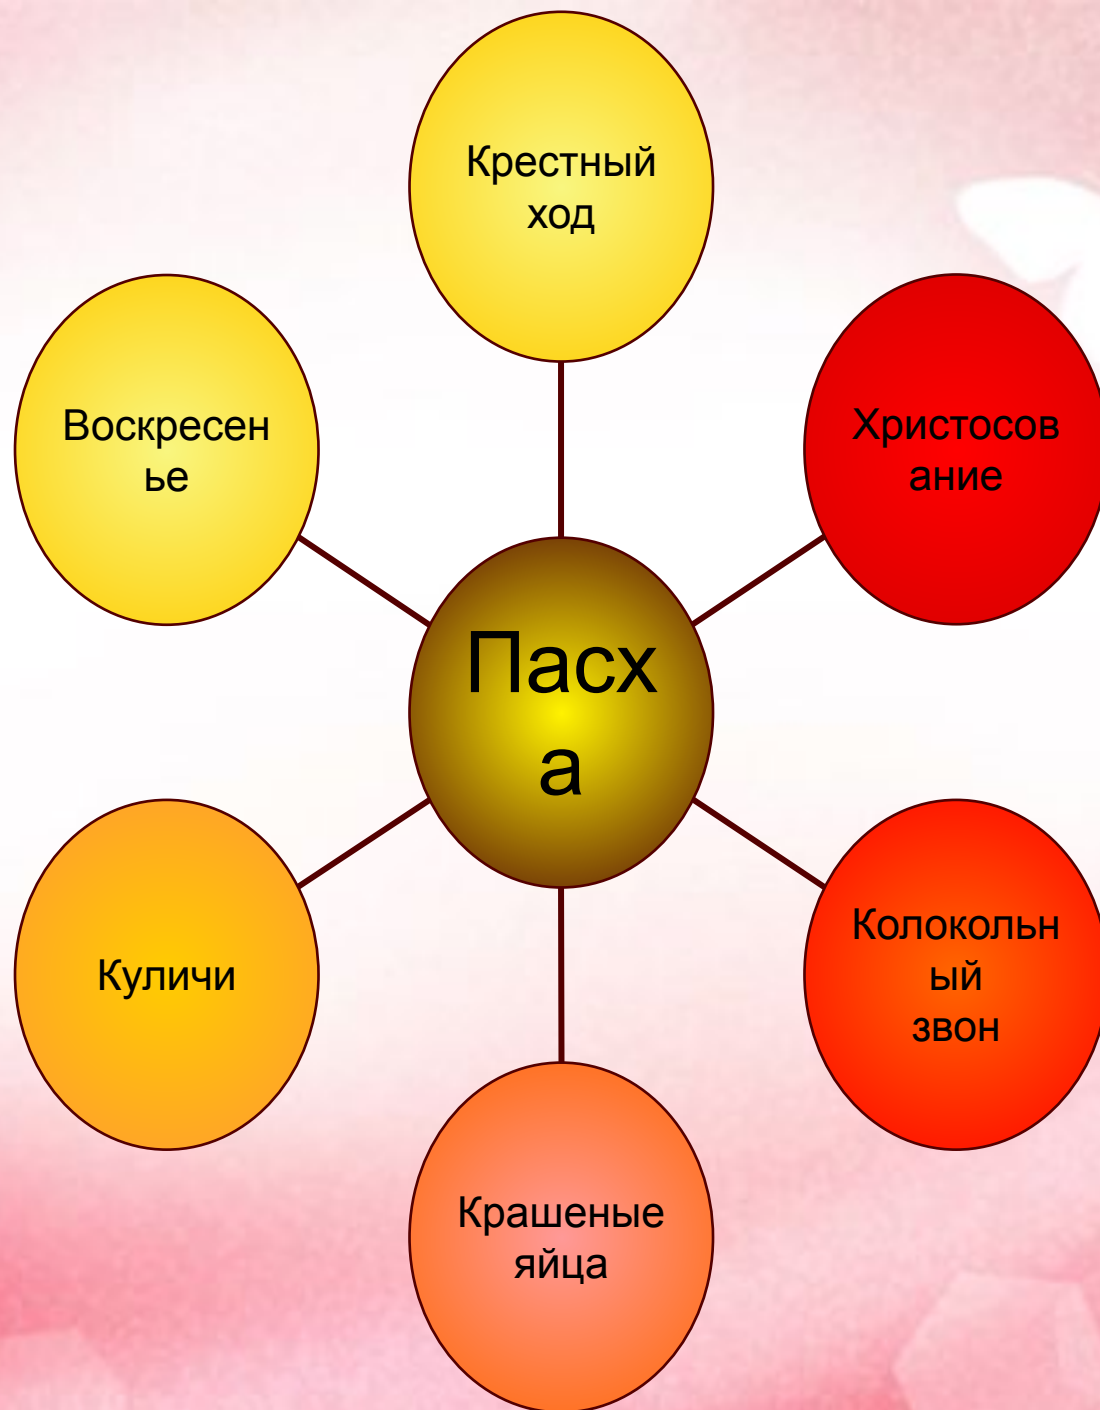 Крестный
ход
Воскресен
ье
Христосов
ание
Пасх
а
Куличи
Колокольн
ый
звон
Крашеные
яйца